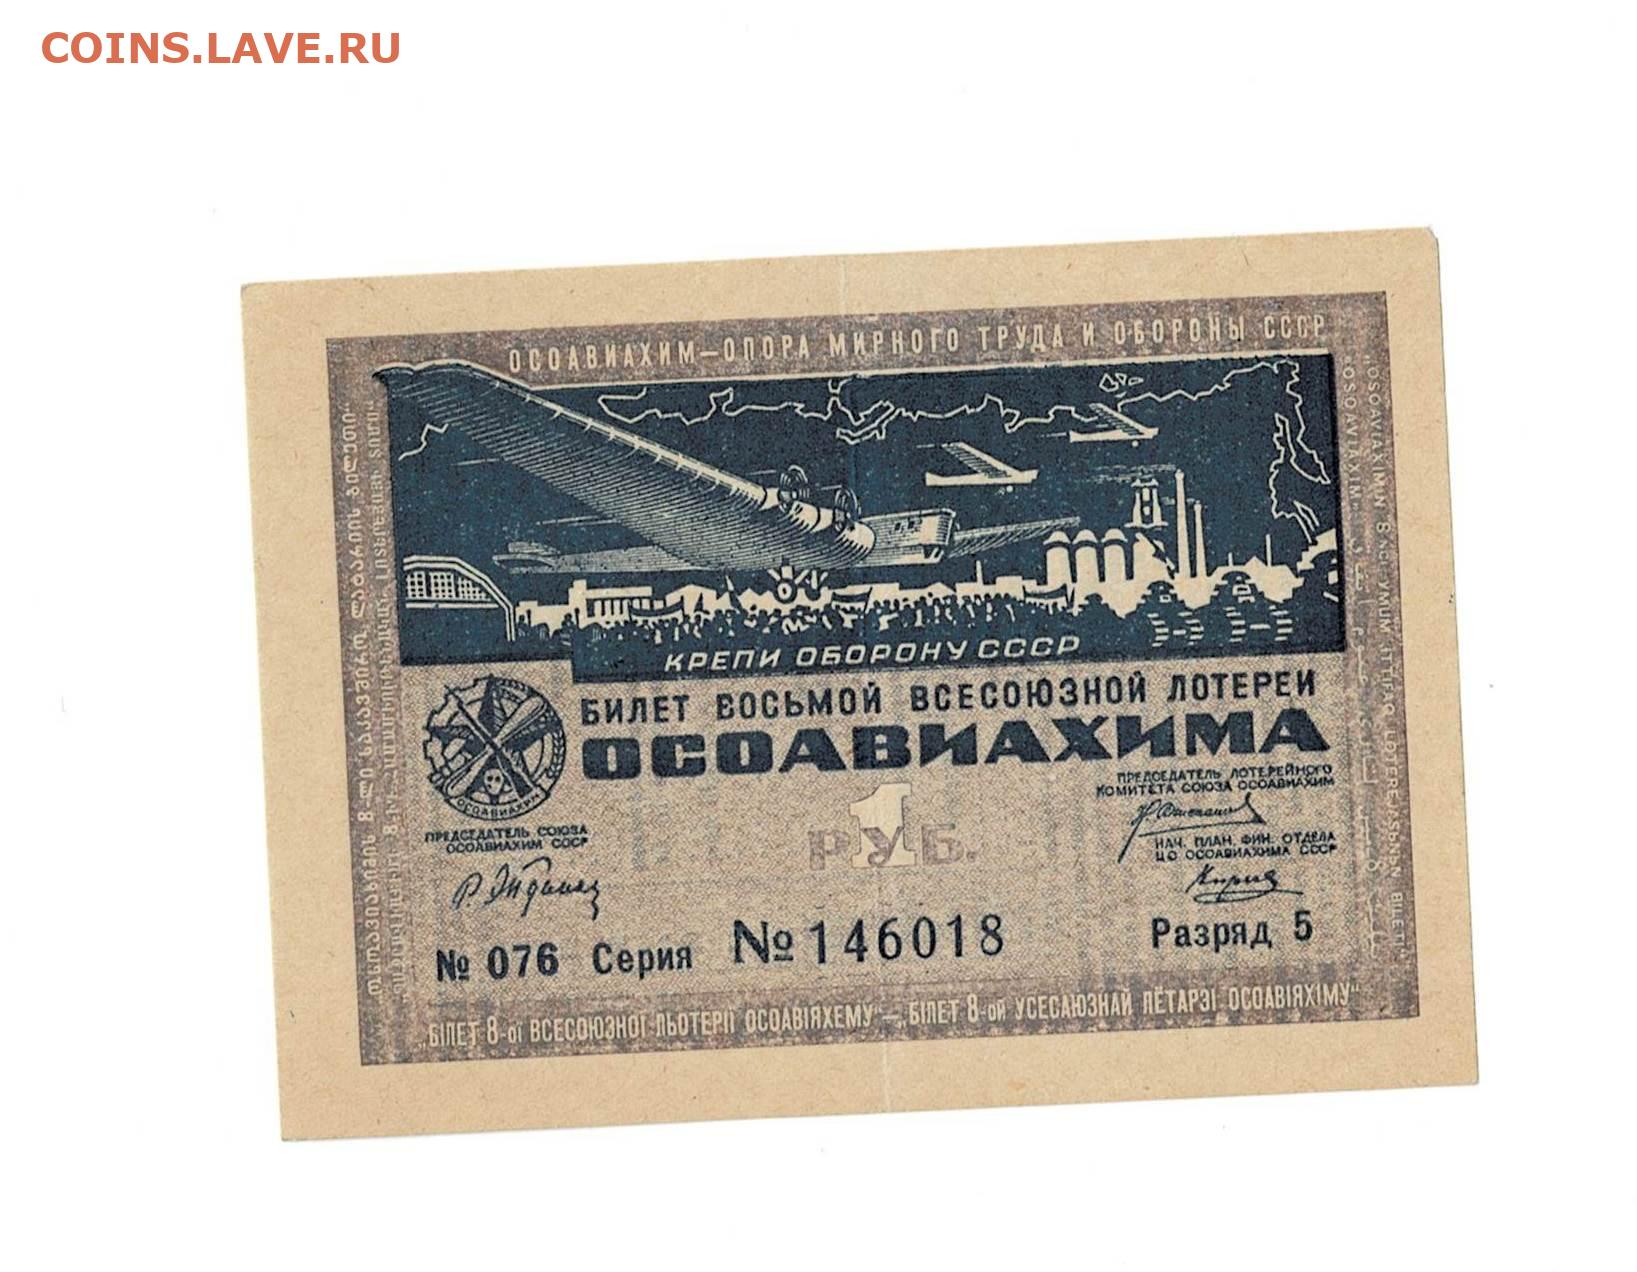 COINS.LAVE.RU
ОСОАВИАХИМ—ОПОРА МИРНОГО ТРУДА И ОБОРОНЫ СССР
КРЕПИ ОБОРОНУ СССР
БИЛЕТ ВОСЬМОЙ ВСЕСОЮЗНОЙ ЛОТЕРЕИ
ОСОАВИАХИМА
ОСОАВИАХИМ
ПРЕДСЕДАТЕЛЬ СОЮЗА
ОСОАВИАХИМ СССР
1
РУБ.
ПРЕДСЕДАТЕЛЬ ЛОТЕРЕЙНОГО
КОМИТЕТА СОЮЗА ОСОАВИАХИМ
НАЧ. ПЛАН. ФИН. ОТДЕЛА
ЦО ОСОАВИАХИМА СССР
№ 076 Серия №146018 Разряд 5
„БІЛЕТ 8-ої ВСЕСОЮЗНОЇ ЛЬОТЕРІЇ ОСОАВІЯХЕМУ“—„БІЛЕТ 8-ой УСЕСАЮЗНАЙ ЛЁТАРЭІ ОСОАВІЯХІМУ“